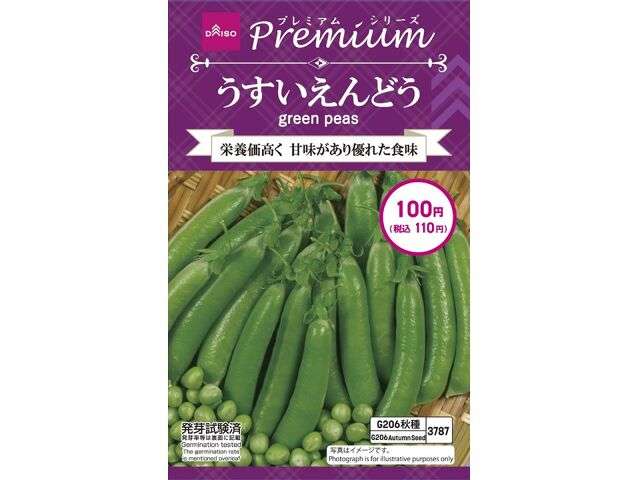 プレミアム シリーズ
DAISO
Premium
うすいえんどう
green peas
栄養価高く 甘味があり優れた食味
100円
(税込 110円)
発芽試験済
発芽率等は裏面に記載
Germination tested
The germination rate
is mentioned overleaf
G206秋種
G206 Autumn Seed
3787
写真はイメージです。
Photograph is for illustrative purposes only